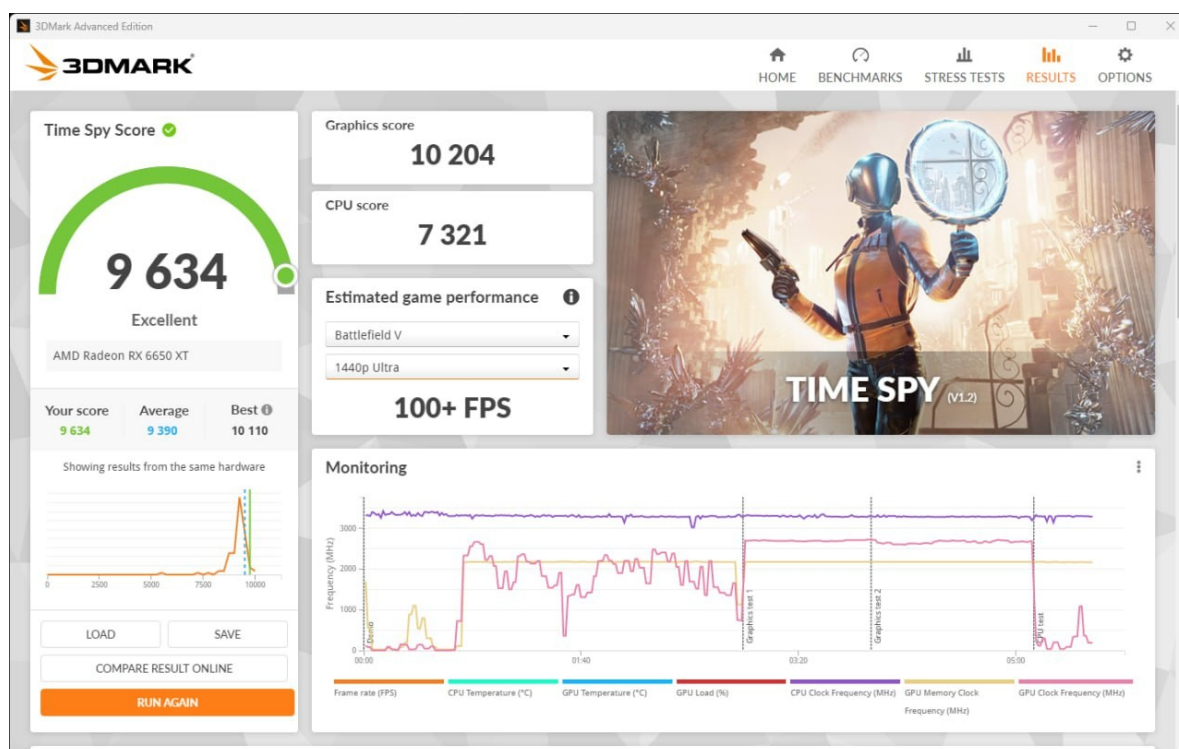 3DMark Advanced Edition
3DMARK
HOME
BENCHMARKS
STRESS TESTS
RESULTS
OPTIONS
Time Spy Score
9 634
Excellent
AMD Radeon RX 6650 XT
Your score
Average
Best
9 634
9 390
10 110
Showing results from the same hardware
0
2500
5000
7500
10000
LOAD
SAVE
COMPARE RESULT ONLINE
RUN AGAIN
Graphics score
10 204
CPU score
7 321
Estimated game performance
Battlefield V
1440p Ultra
100+ FPS
TIME SPY (V1.2)
Monitoring
Frequency (MHz)
3000
2000
1000
0
Demo
Graphics test 1
Graphics test 2
CPU test
00:00
01:40
03:20
05:00
Frame rate (FPS)
CPU Temperature (°C)
GPU Temperature (°C)
GPU Load (%)
CPU Clock Frequency (MHz)
GPU Memory Clock
Frequency (MHz)
GPU Clock Frequency (MHz)